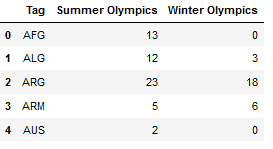 Tag Summer Olympics Winter Olympics
0 AFG 13 0
1 ALG 12 3
2 ARG 23 18
3 ARM 5 6
4 AUS 2 0